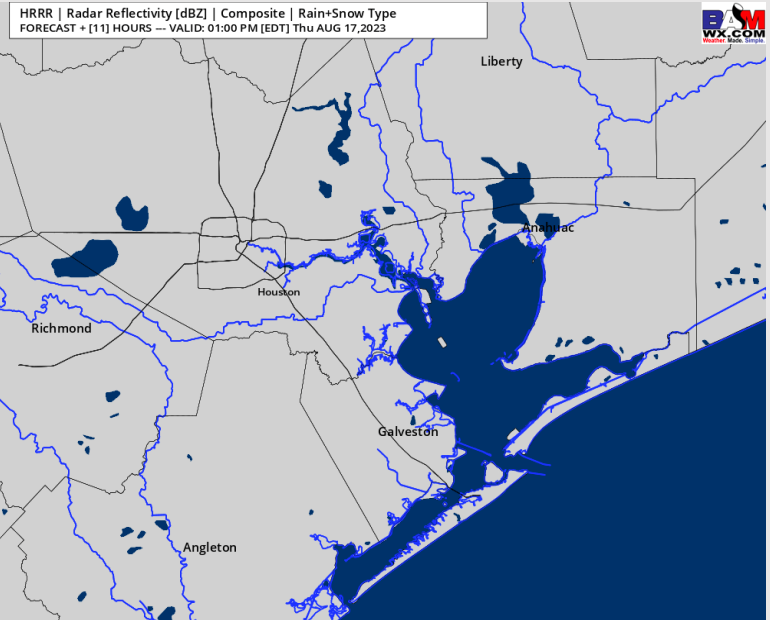 HRRR | Radar Reflectivity [dBZ] | Composite | Rain+Snow Type
FORECAST + [11] HOURS --- VALID: 01:00 PM [EDT] Thu AUG 17,2023
BAM
WX.COM
Weather. Made. Simple.
Liberty
Anahuac
Houston
Richmond
Galveston
Angleton